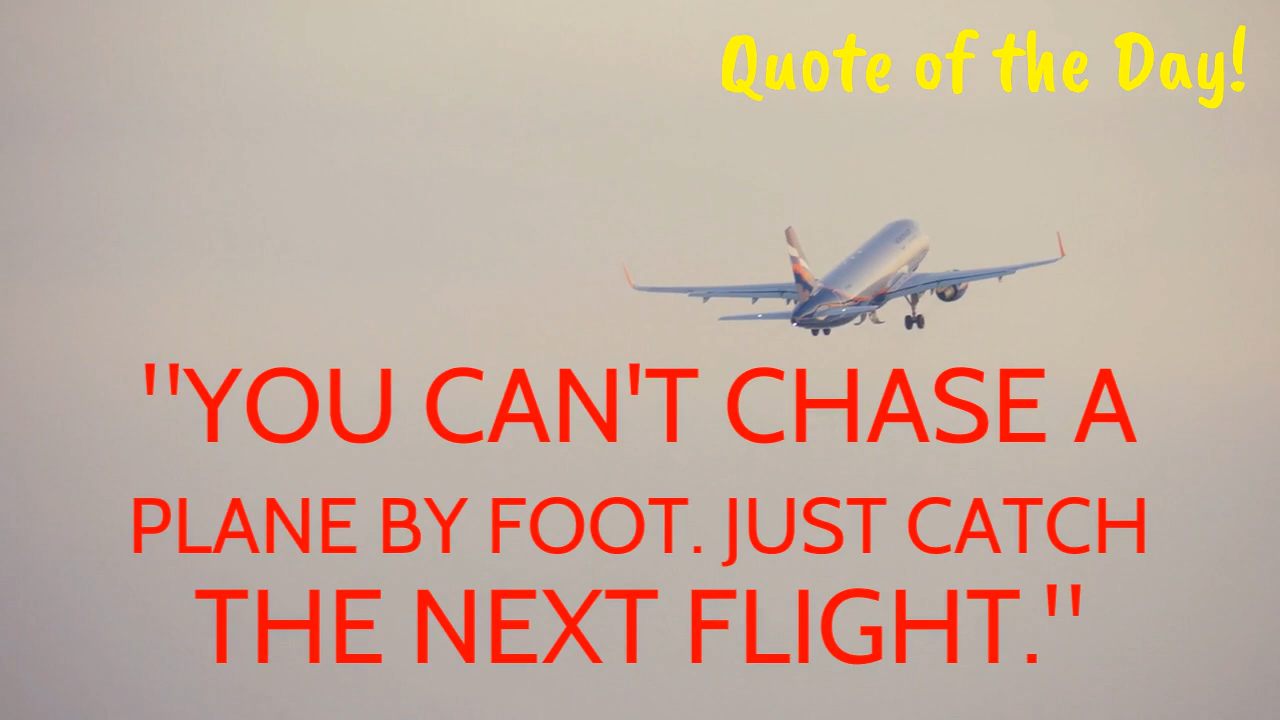 Quote of the Day!
"YOU CAN'T CHASE A
PLANE BY FOOT. JUST CATCH
THE NEXT FLIGHT."